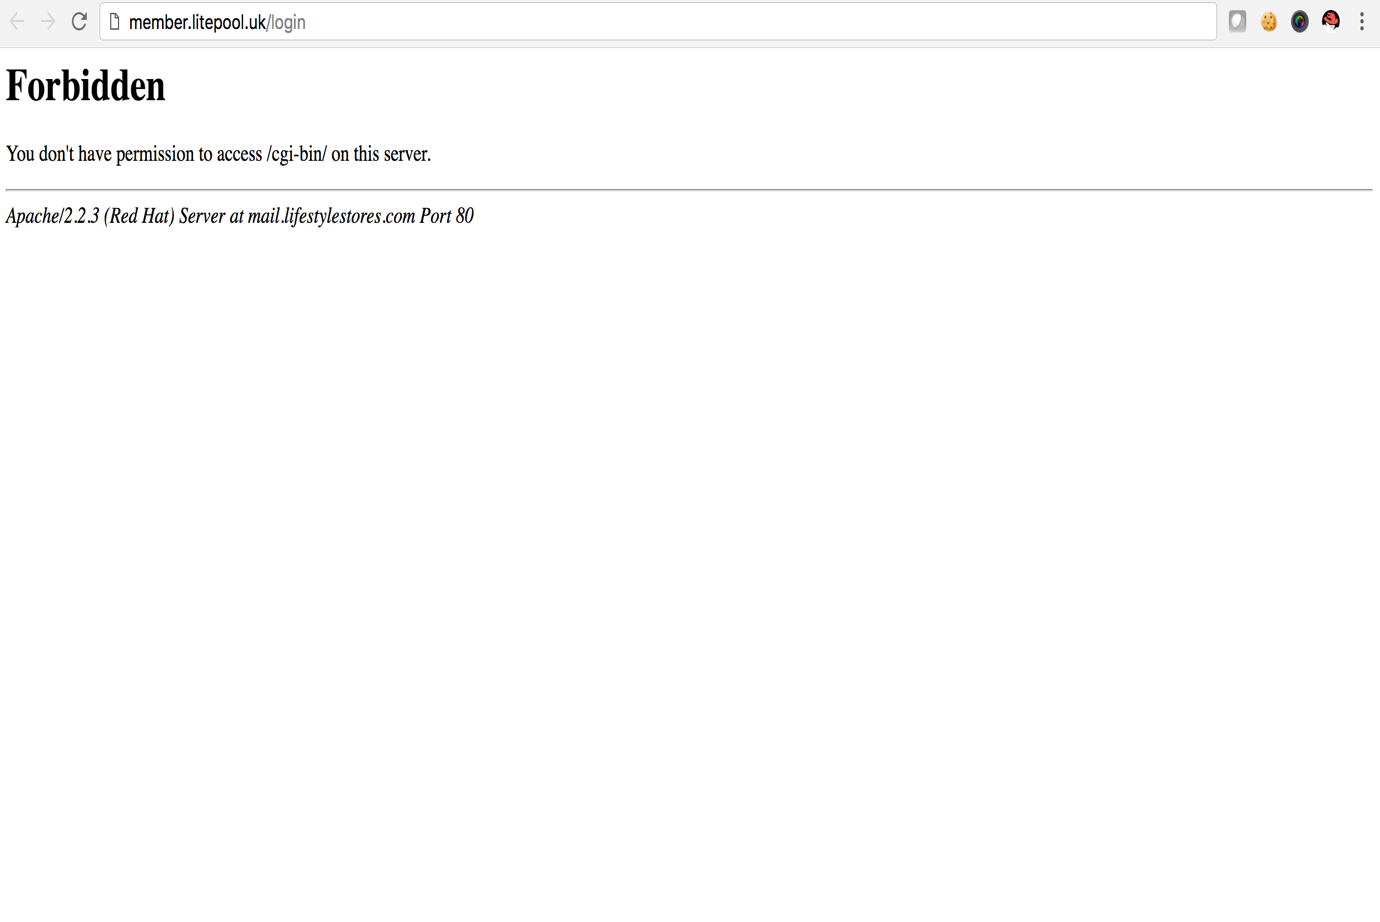 member.litepool.uk/login
Forbidden
You don't have permission to access /cgi-bin/ on this server.
Apache/2.2.3 (Red Hat) Server at mail.lifestylestores.com Port 80